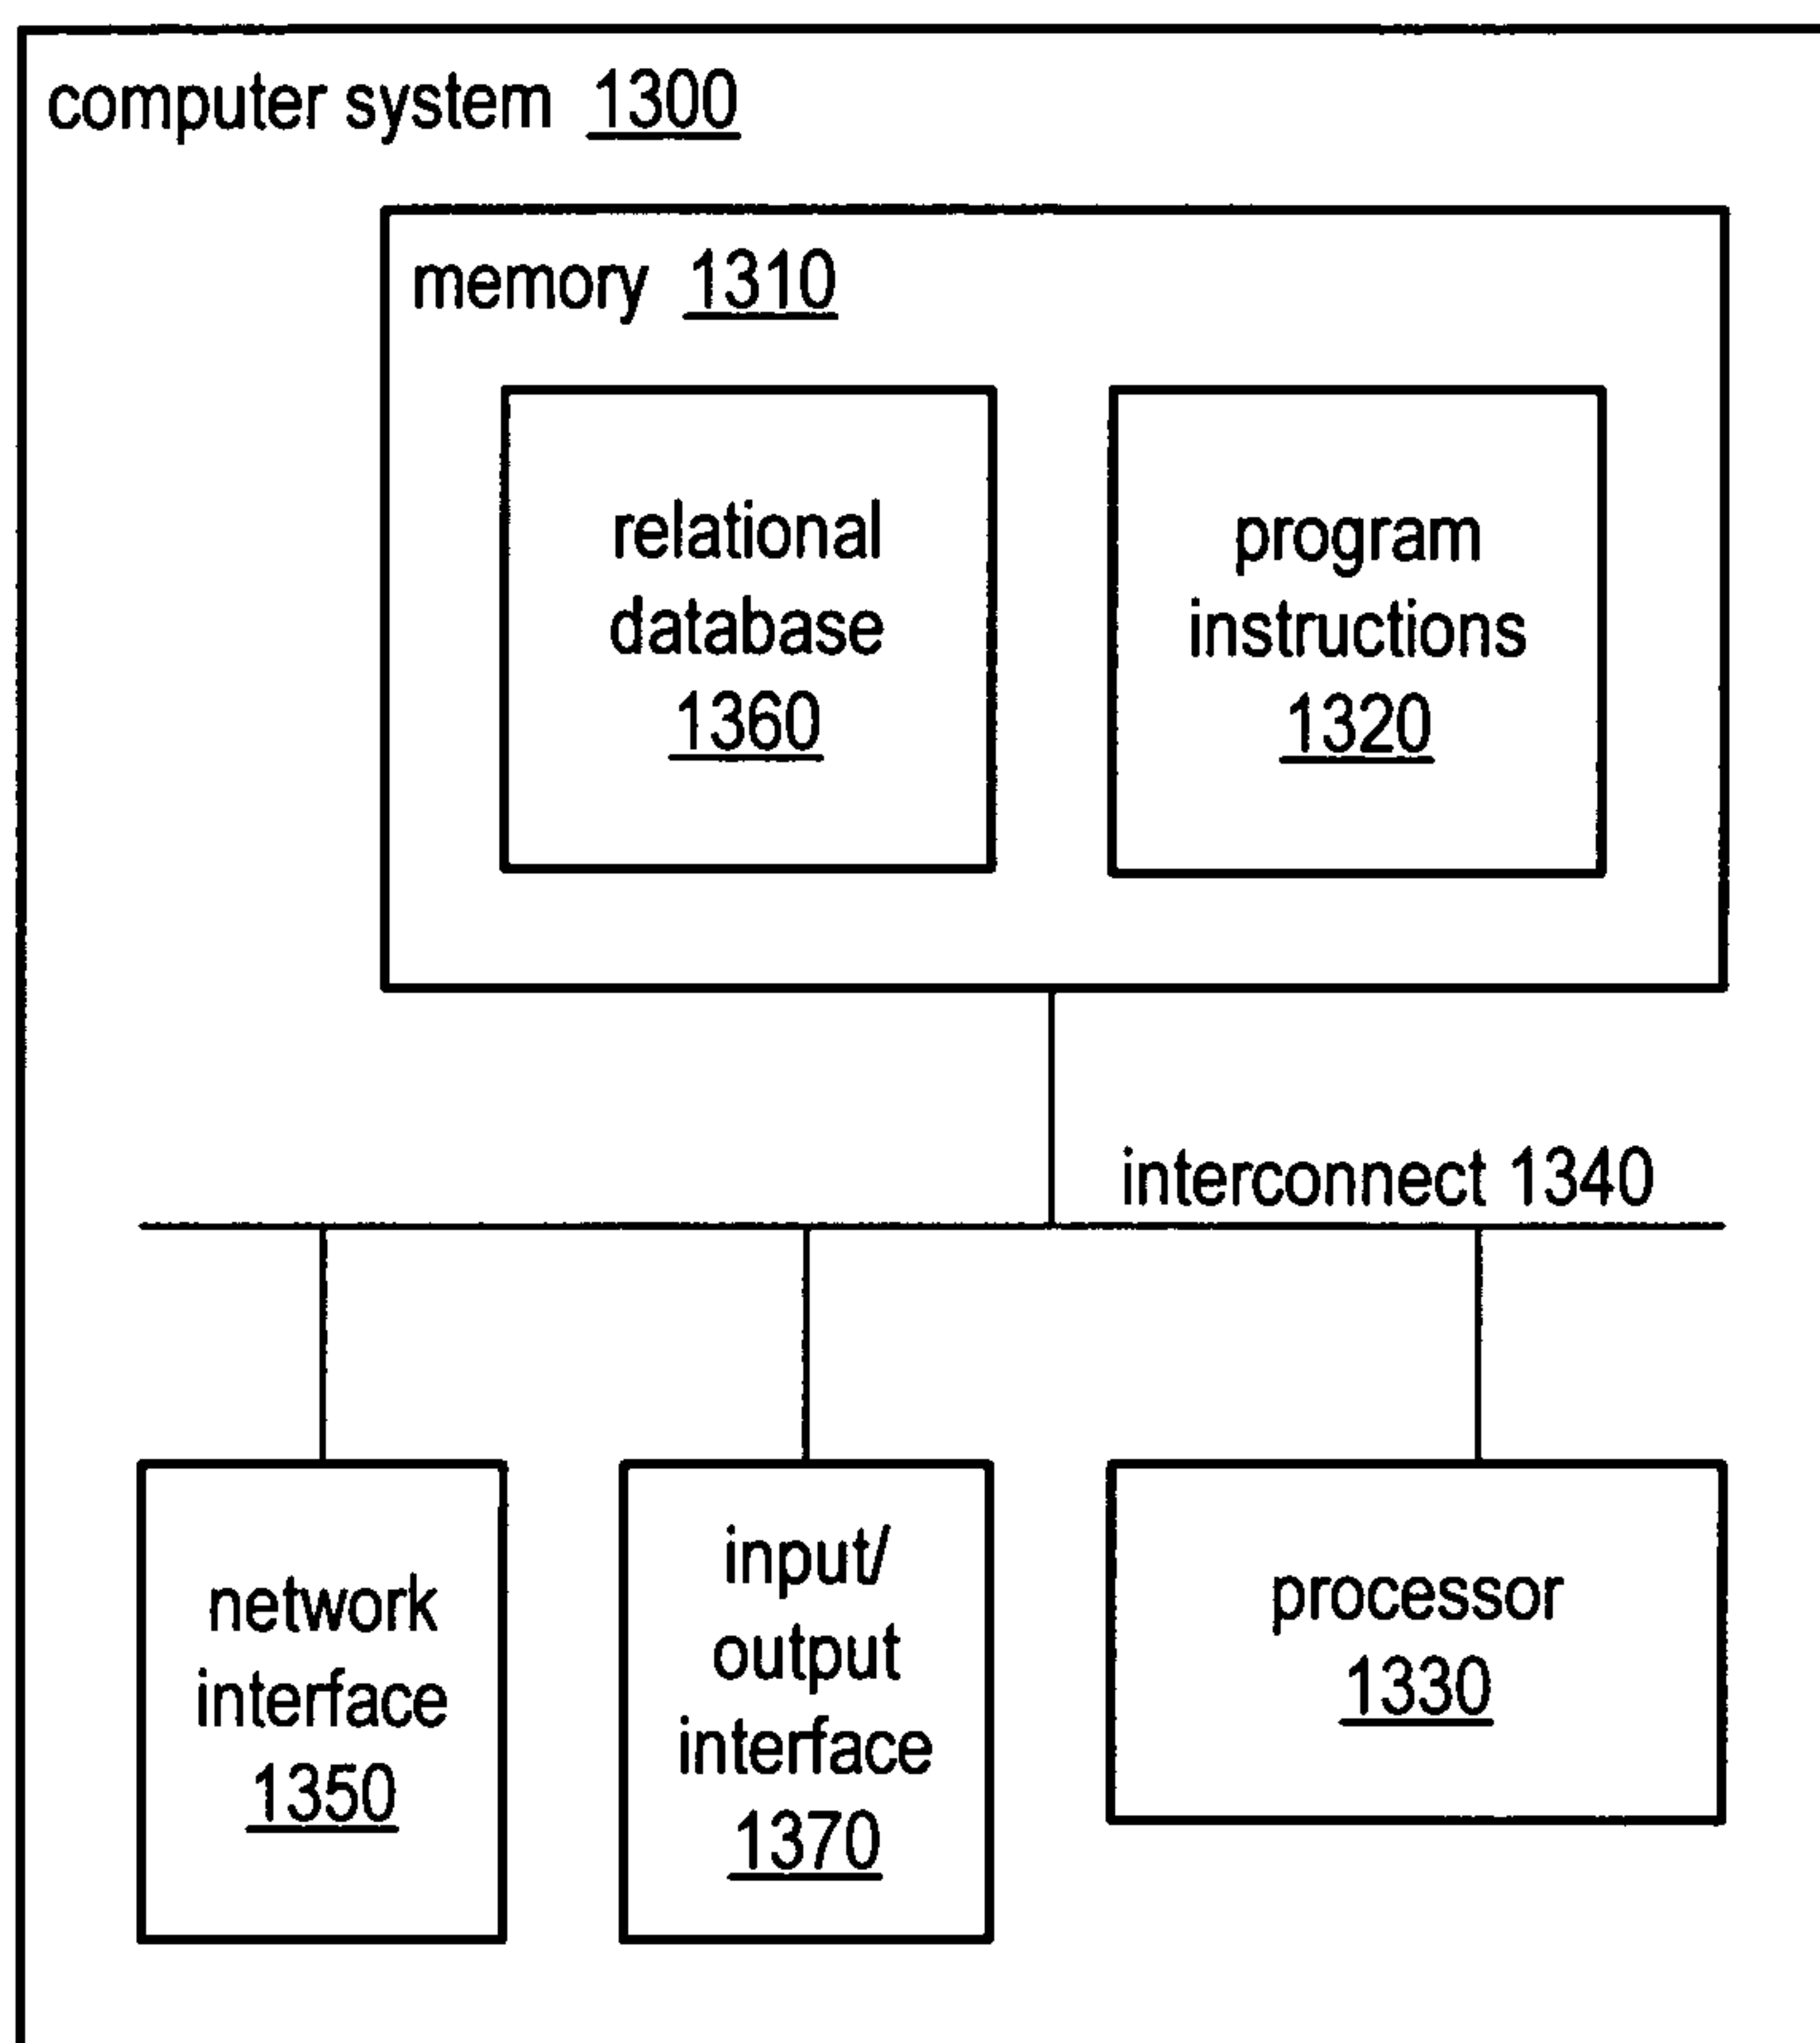 computer system 1300
memory 1310
relational
database
1360
program
instructions
1320
interconnect 1340
network
interface
1350
input/
output
interface
1370
processor
1330